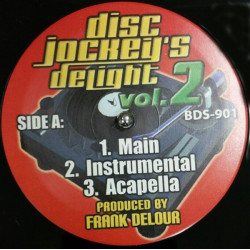 disc
jockey's
delight
vol. 2
SIDE A:
BDS-901
1. Main
2. Instrumental
3. Acapella
PRODUCED BY
FRANK DELOUR